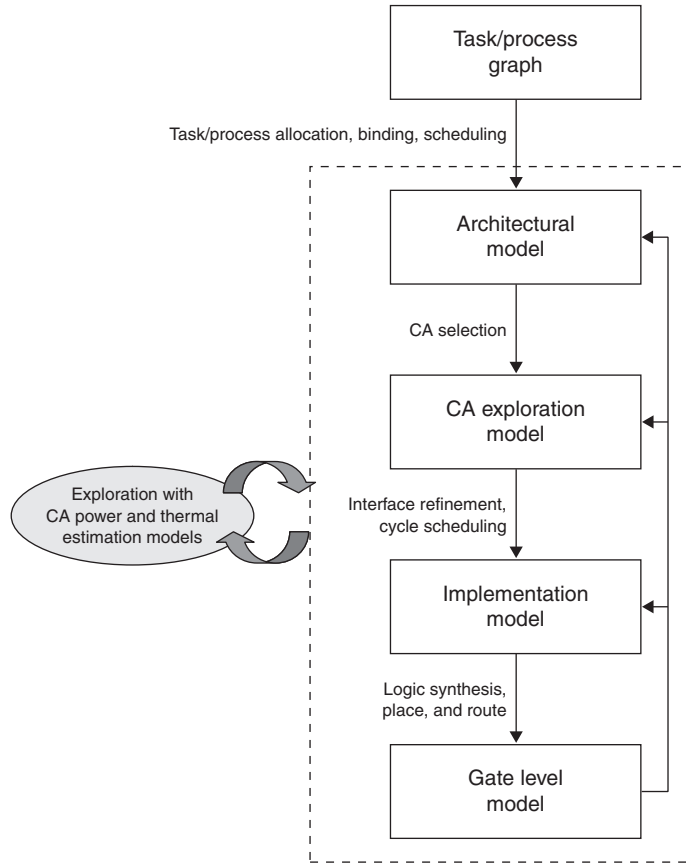 Task/process
graph
Task/process allocation, binding, scheduling
Architectural
model
CA selection
CA exploration
model
Exploration with
CA power and thermal
estimation models
Interface refinement,
cycle scheduling
Implementation
model
Logic synthesis,
place, and route
Gate level
model